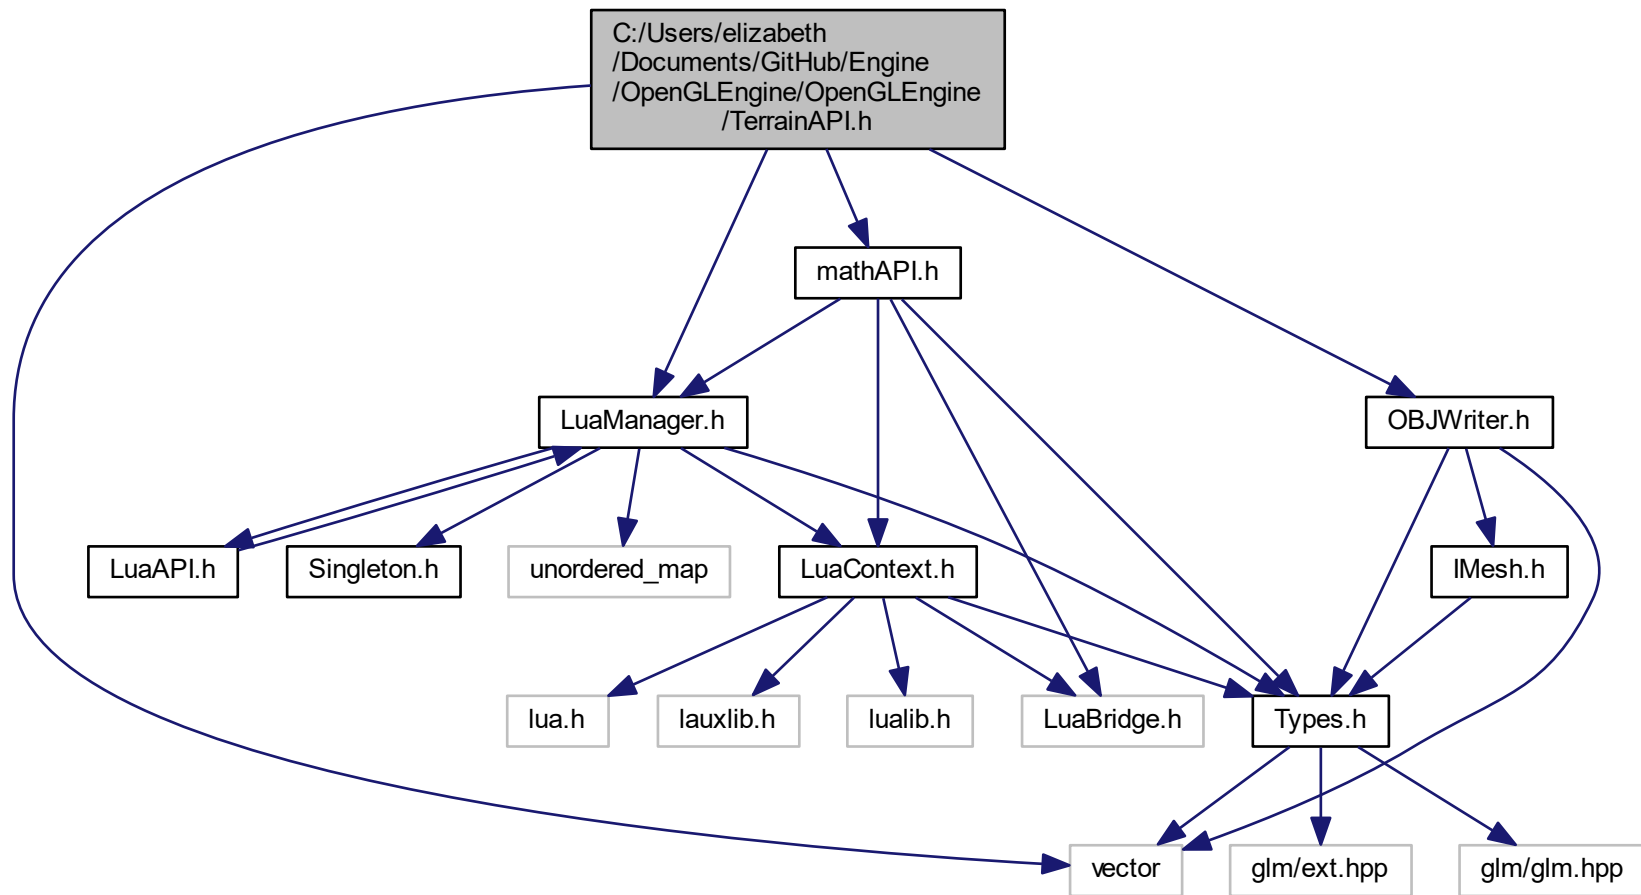 C:/Users/elizabeth
/Documents/GitHub/Engine
/OpenGLEngine/OpenGLEngine
/TerrainAPI.h
mathAPI.h
LuaManager.h
OBJWriter.h
LuaAPI.h
Singleton.h
unordered_map
LuaContext.h
IMesh.h
lua.h
lauxlib.h
lualib.h
LuaBridge.h
Types.h
vector
glm/ext.hpp
glm/glm.hpp